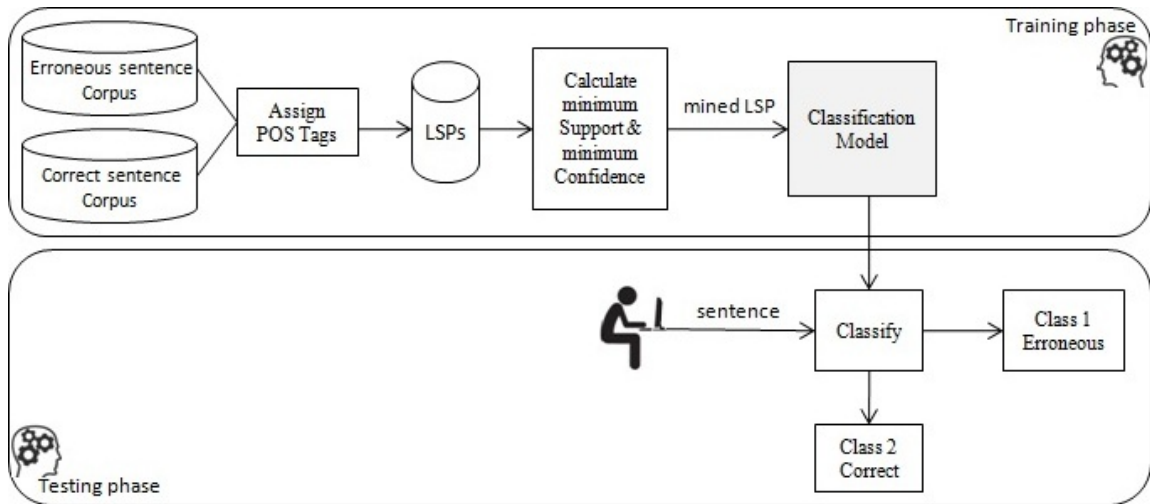 Training phase
Erroneous sentence
Corpus
Correct sentence
Corpus
Assign
POS Tags
LSPs
Calculate
minimum
Support &
minimum
Confidence
mined LSP
Classification
Model
sentence
Classify
Class 1
Erroneous
Class 2
Correct
Testing phase